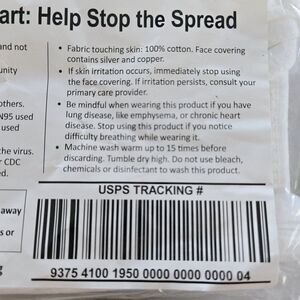 art: Help Stop the Spread
and not
unity
others.
N95 used
used
the virus.
r CDC
ed.
• Fabric touching skin: 100% cotton. Face covering
contains silver and copper.
• If skin irritation occurs, immediately stop using
the face covering. If irritation persists, consult your
primary care provider.
• Be mindful when wearing this product if you have
lung disease, like emphysema, or chronic heart
disease. Stop using this product if you notice
difficulty breathing while wearing it.
• Machine wash warm up to 15 times before
discarding. Tumble dry high. Do not use bleach,
chemicals or disinfectant to wash this product.
away
s or
g
USPS TRACKING #
9375 4100 1950 0000 0000 0000 04